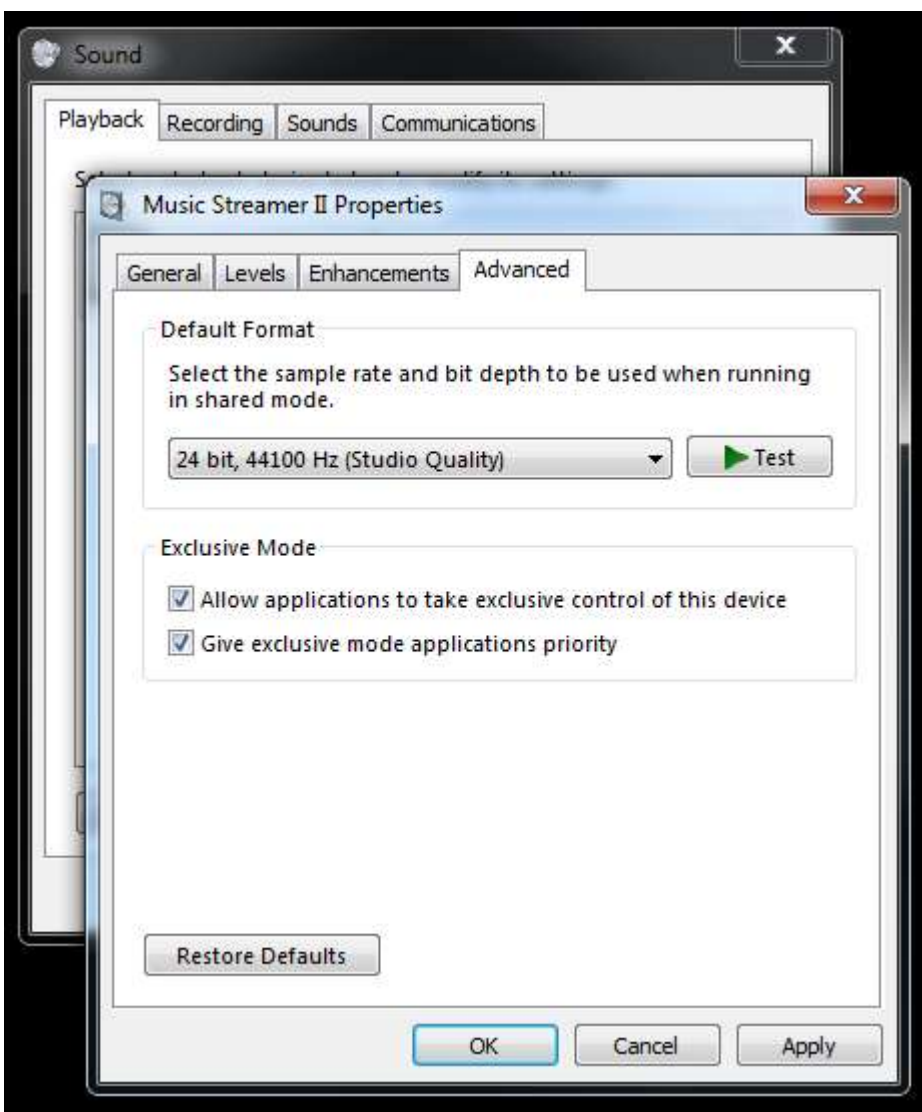 Sound
Playback Recording Sounds Communications
Music Streamer II Properties
General Levels Enhancements Advanced
Default Format
Select the sample rate and bit depth to be used when running
in shared mode.
24 bit, 44100 Hz (Studio Quality) Test
Exclusive Mode
Allow applications to take exclusive control of this device
Give exclusive mode applications priority
Restore Defaults
OK Cancel Apply